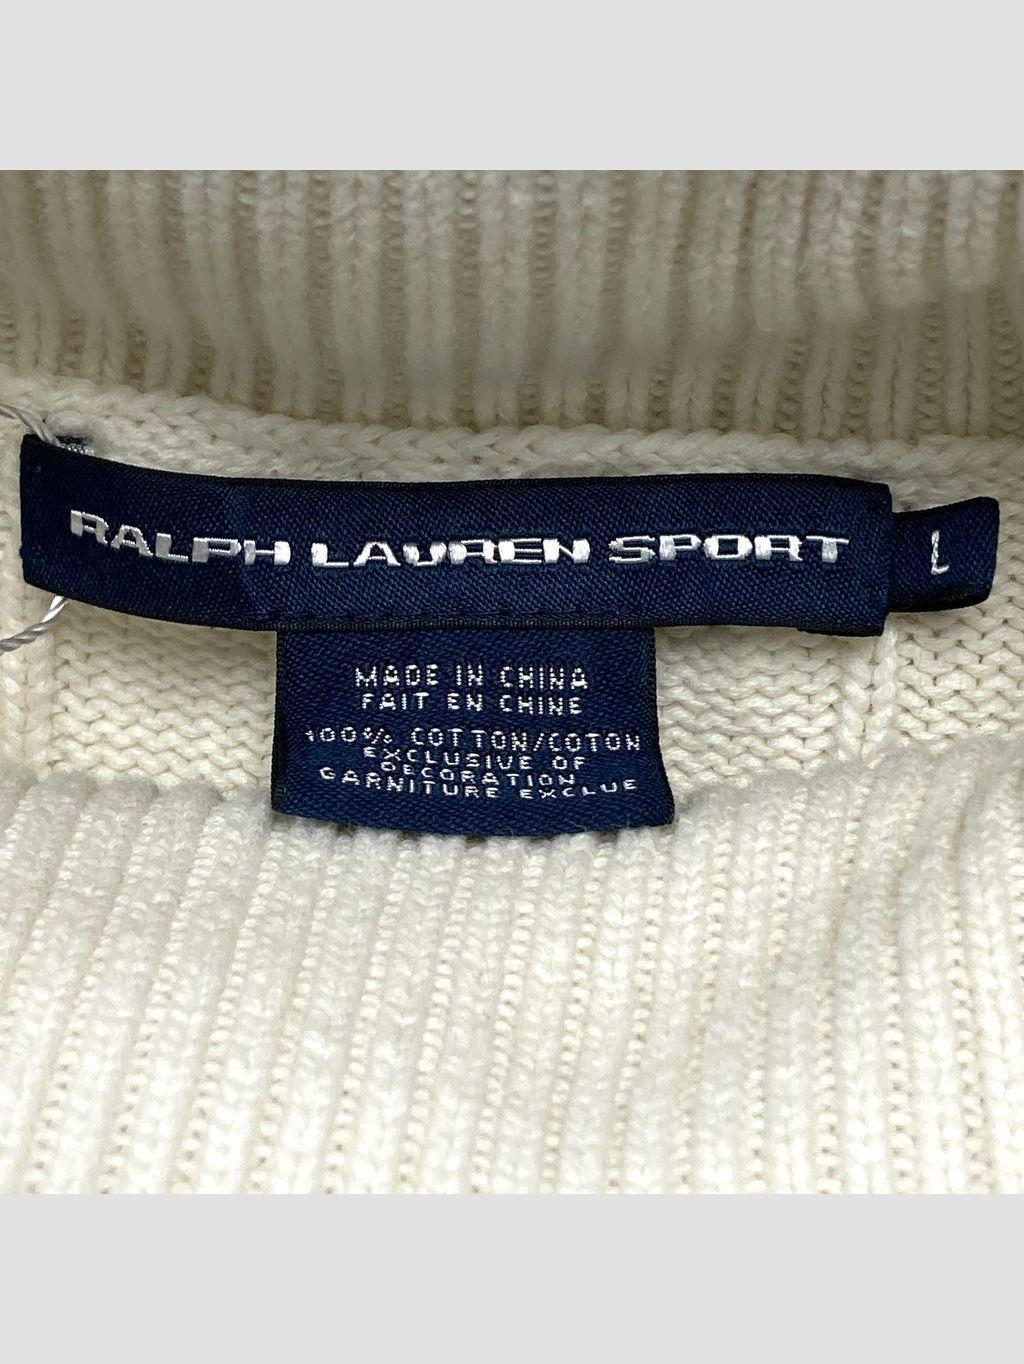 RALPH LAUREN SPORT
L
MADE IN CHINA
FAIT EN CHINE
100% COTTON/COTON
EXCLUSIVE OF
DECORATION
GARNITURE EXCLUE